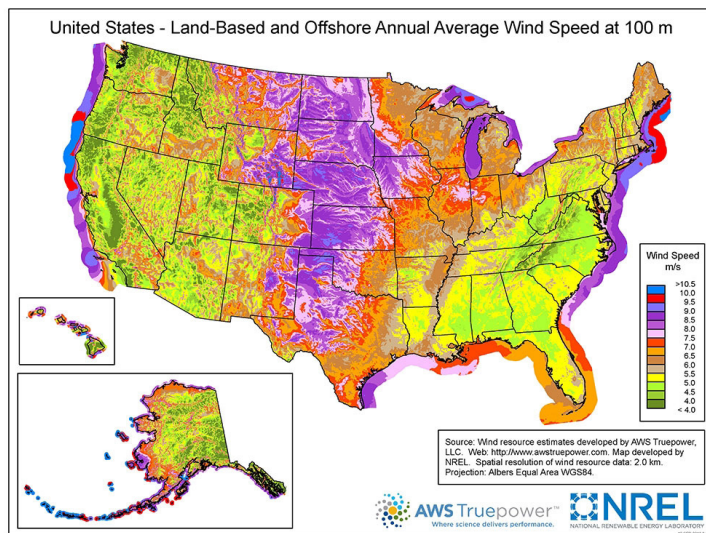 United States - Land-Based and Offshore Annual Average Wind Speed at 100 m
Wind Speed
m/s
>10.5
10.0
9.5
9.0
8.5
8.0
7.5
7.0
6.5
6.0
5.5
5.0
4.5
4.0
< 4.0
Source: Wind resource estimates developed by AWS Truepower,
LLC. Web: http://www.awstruepower.com. Map developed by
NREL. Spatial resolution of wind resource data: 2.0 km.
Projection: Albers Equal Area WGS84.
AWS Truepower™
Where science delivers performance.
NREL
NATIONAL RENEWABLE ENERGY LABORATORY